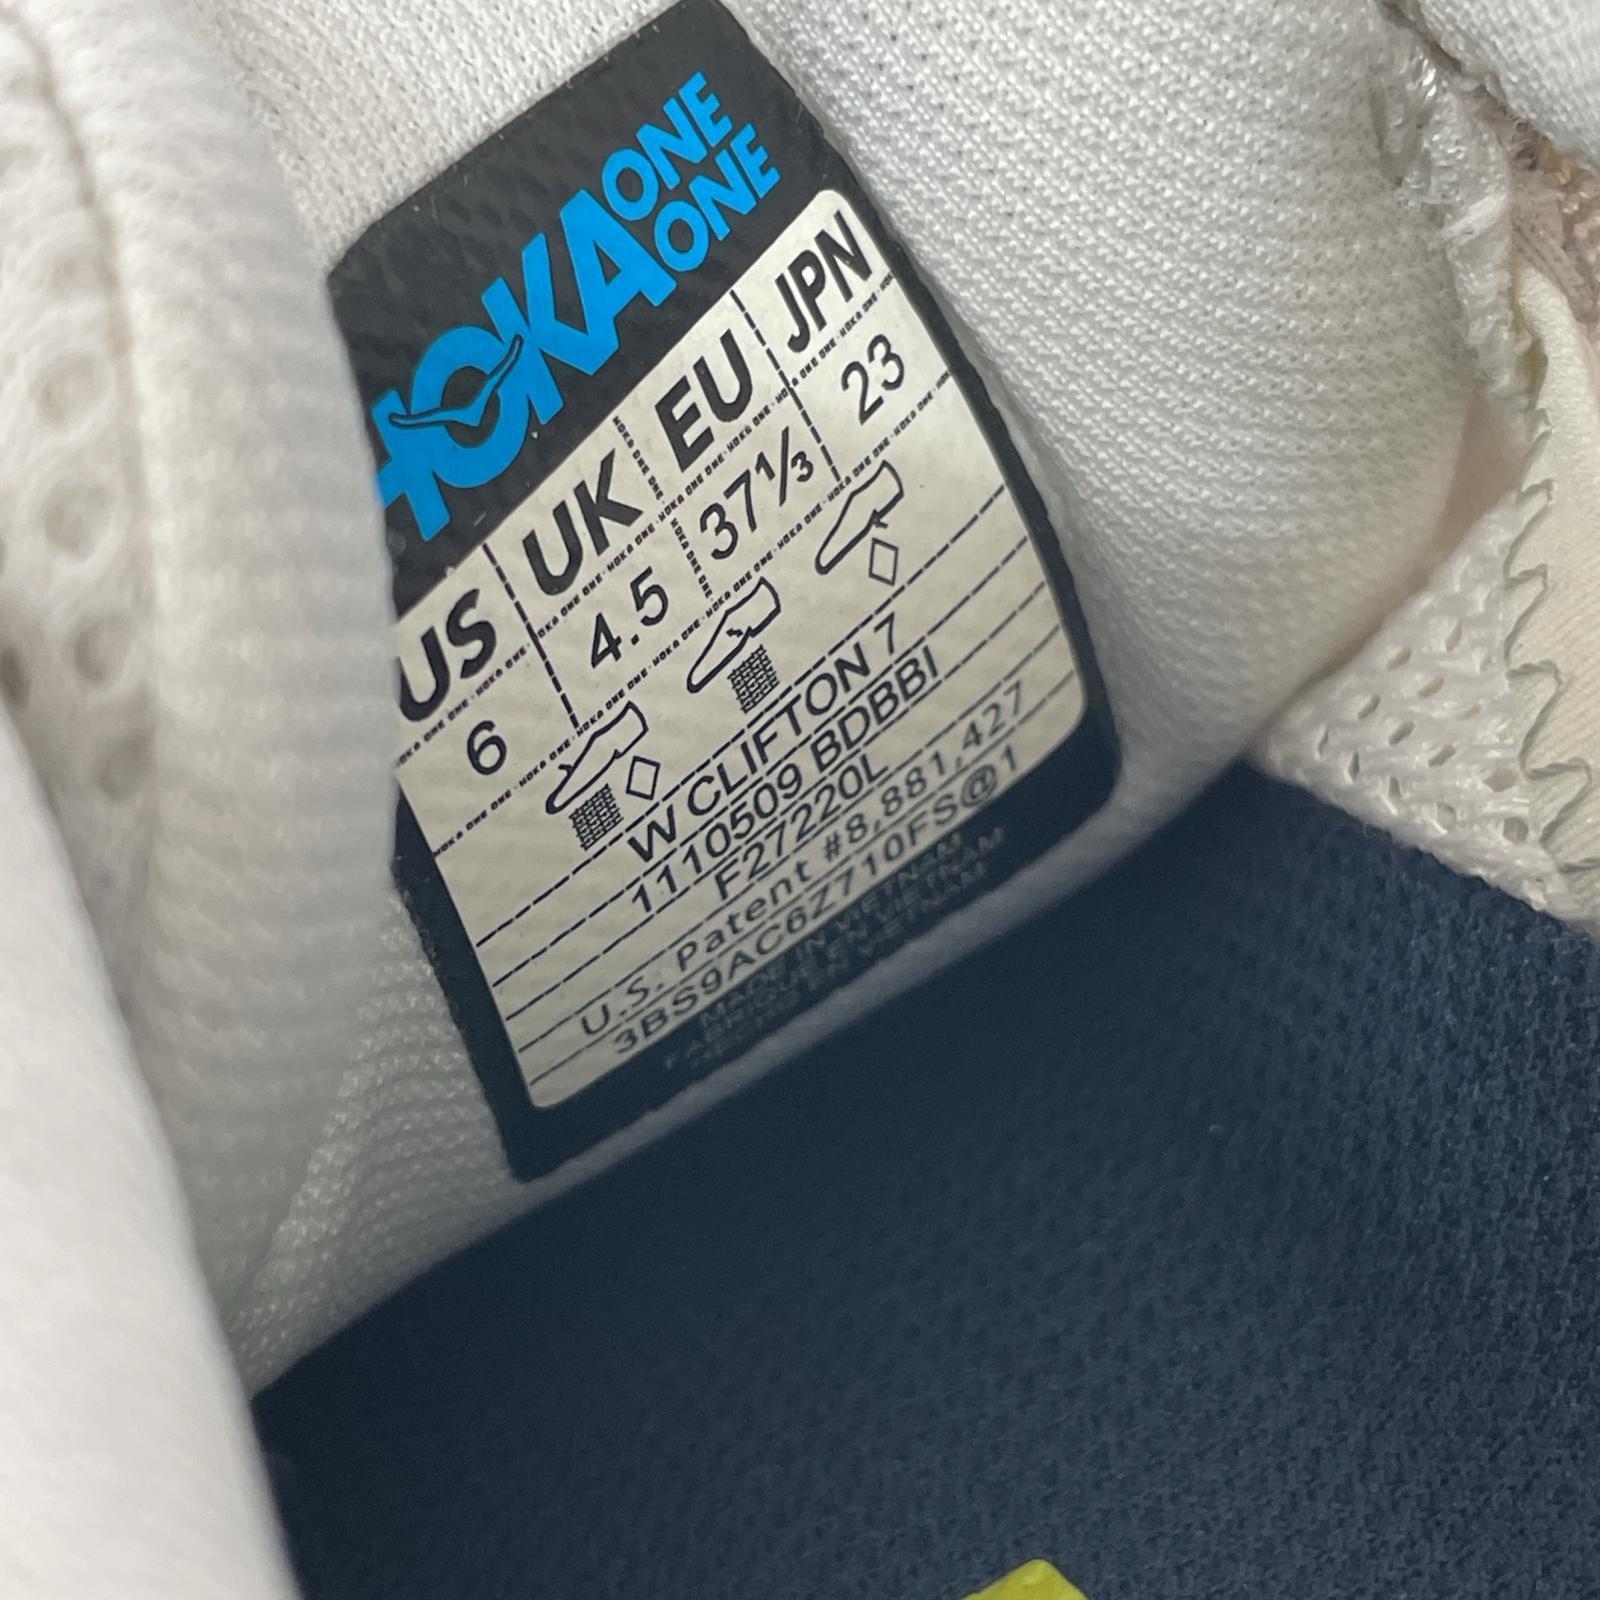 HOKA ONE ONE
US UK EU JPN
6 4.5 37⅓ 23
W CLIFTON 7
1110509 BDBBI
F27220L
U.S. Patent #8,881,427
3BS9AC6Z710FS@1
MADE IN VIETNAM